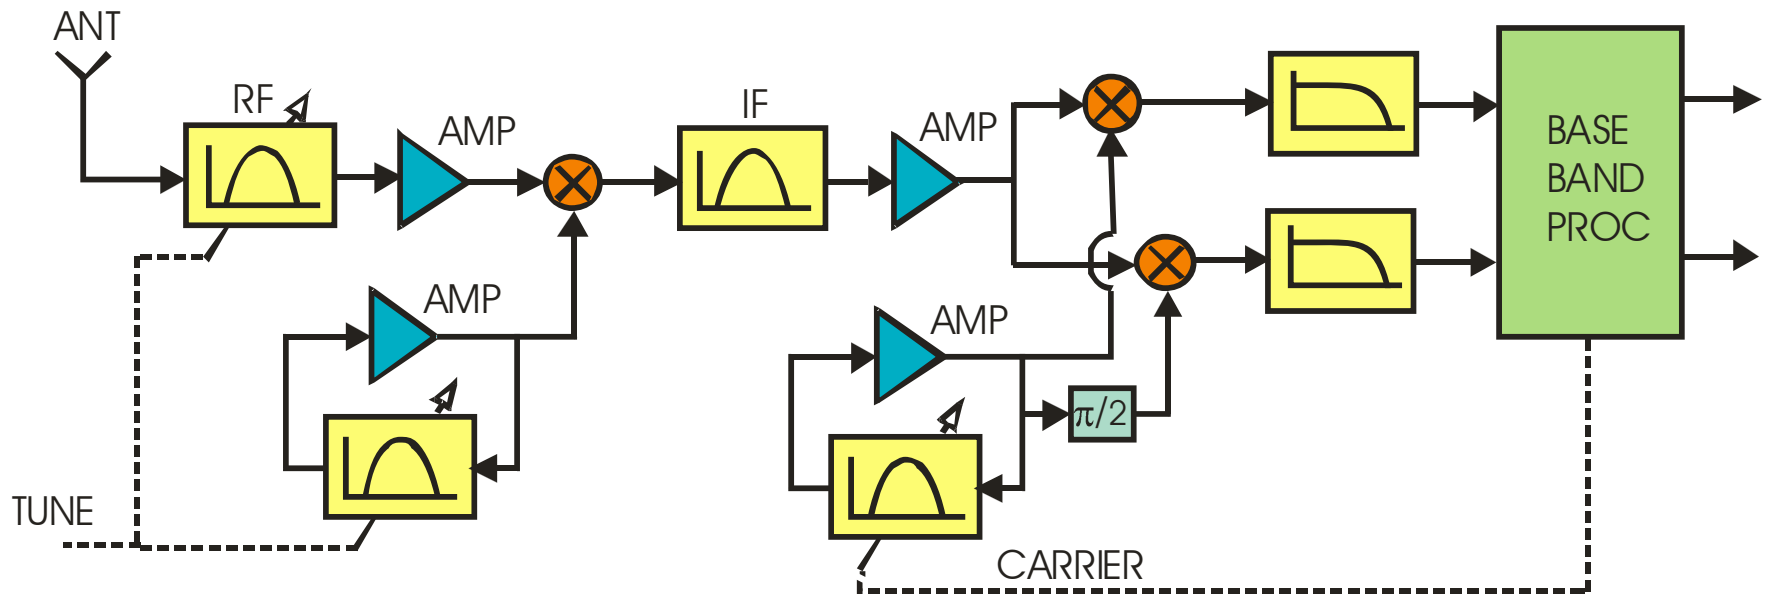 ANT
RF
AMP
IF
AMP
BASE
BAND
PROC
AMP
AMP
π/2
TUNE
CARRIER